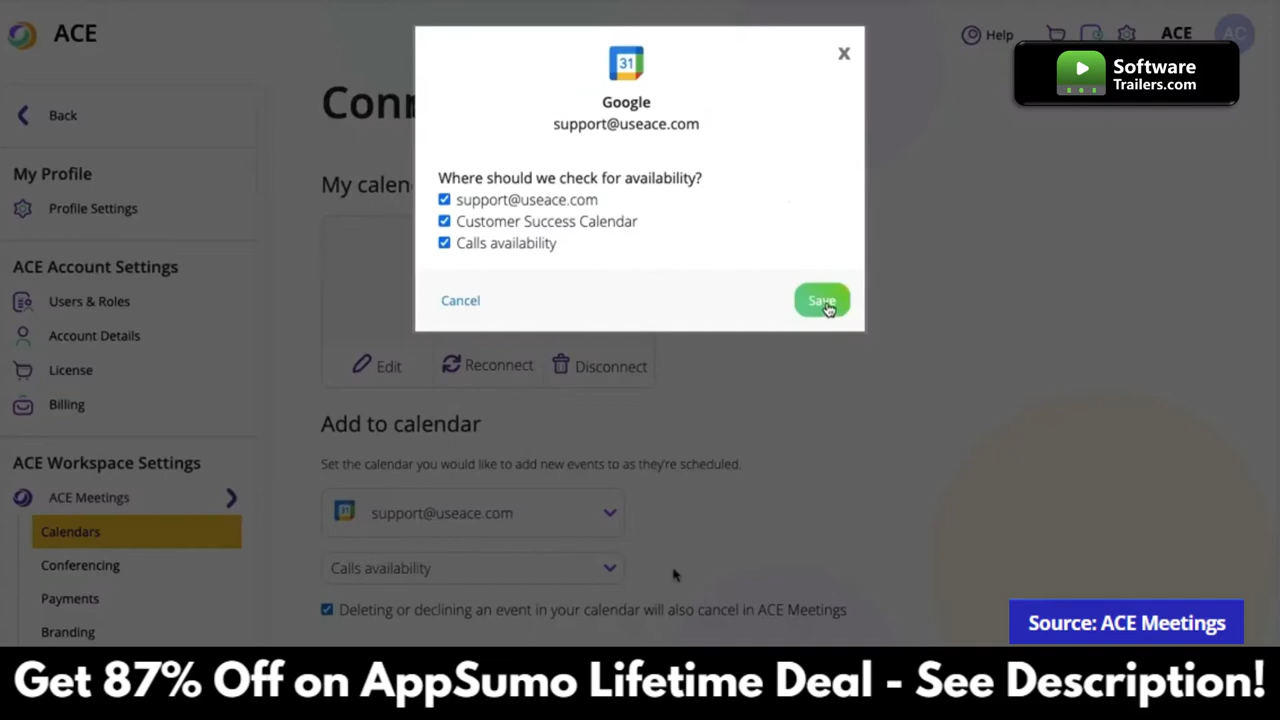 ACE
Help
ACE
AC
Software
Trailers.com
Back
My Profile
Profile Settings
ACE Account Settings
Users & Roles
Account Details
License
Billing
ACE Workspace Settings
ACE Meetings
Calendars
Conferencing
Payments
Branding
Conn
My calen
31
Google
support@useace.com
X
Where should we check for availability?
support@useace.com
Customer Success Calendar
Calls availability
Cancel
Save
Edit
Reconnect
Disconnect
Add to calendar
Set the calendar you would like to add new events to as they're scheduled.
31
support@useace.com
Calls availability
Deleting or declining an event in your calendar will also cancel in ACE Meetings
Source: ACE Meetings
Get 87% Off on AppSumo Lifetime Deal - See Description!